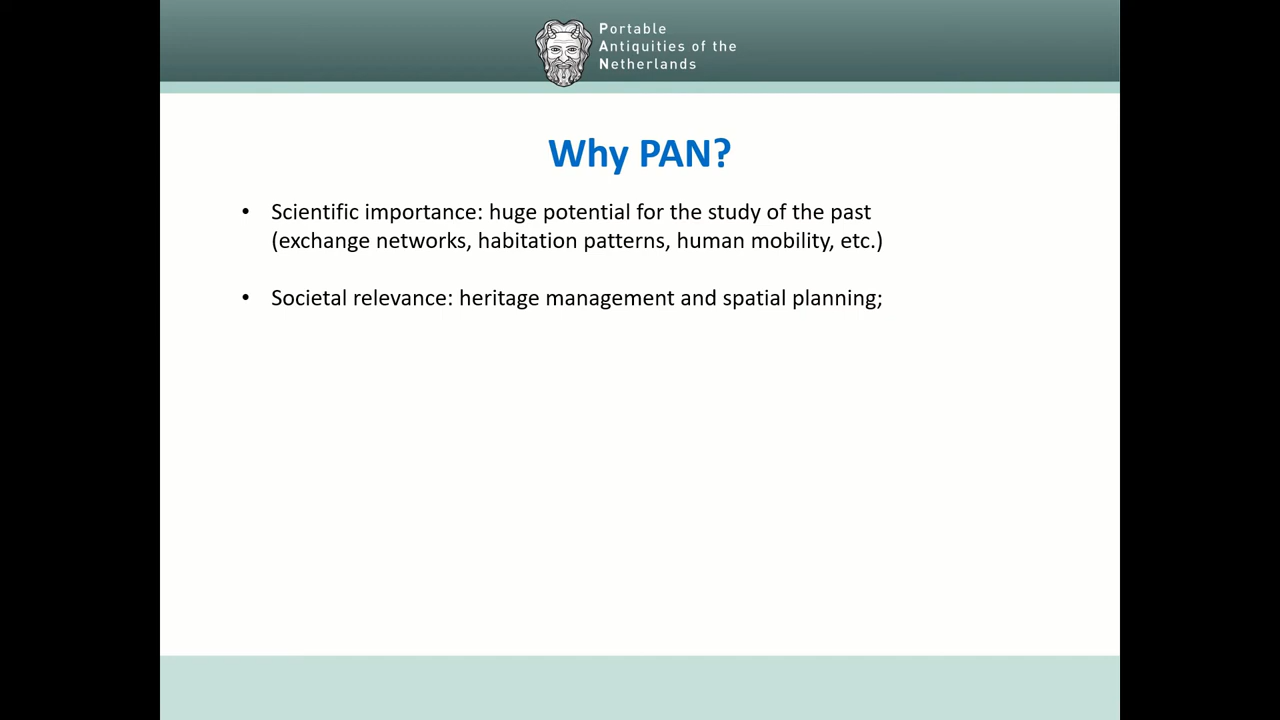 Portable
Antiquities of the
Netherlands
Why PAN?
• Scientific importance: huge potential for the study of the past
(exchange networks, habitation patterns, human mobility, etc.)
• Societal relevance: heritage management and spatial planning;